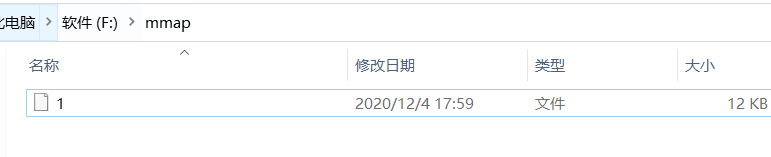 此电脑 > 软件 (F:) > mmap
名称 修改日期 类型 大小
1 2020/12/4 17:59 文件 12 KB